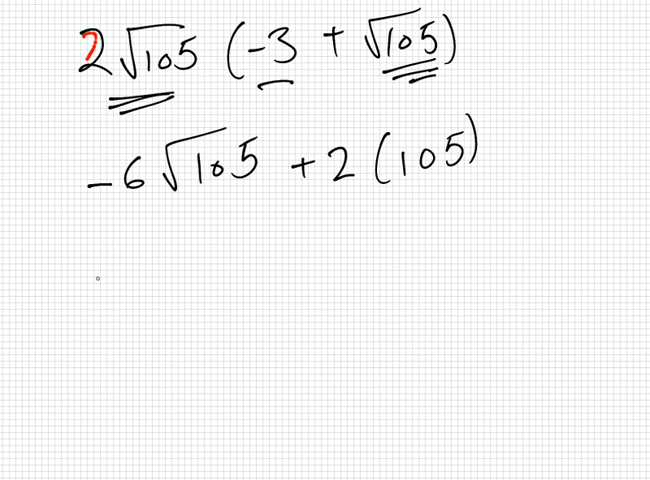 2√105 (-3 + √105)
-6√105 + 2(105)